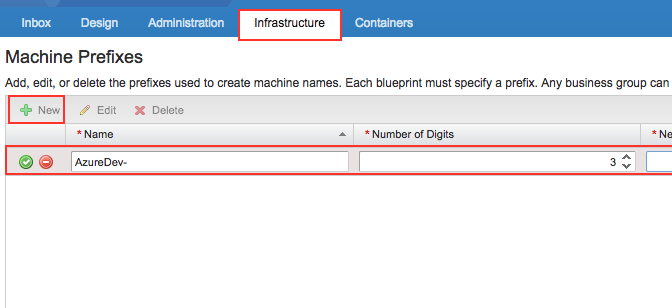 Inbox Design Administration Infrastructure Containers
Machine Prefixes
Add, edit, or delete the prefixes used to create machine names. Each blueprint must specify a prefix. Any business group can
New Edit Delete
* Name * Number of Digits * Ne
AzureDev- 3